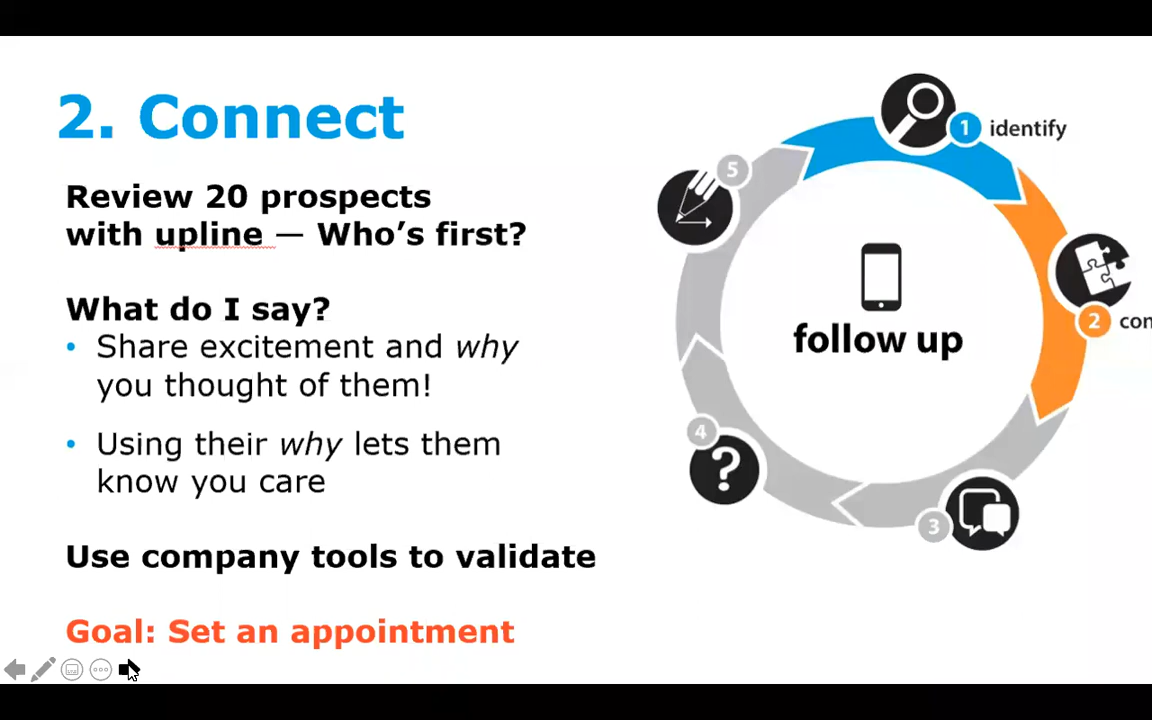 2. Connect
Review 20 prospects
with upline — Who's first?
What do I say?
• Share excitement and why
you thought of them!
• Using their why lets them
know you care
Use company tools to validate
Goal: Set an appointment
1 identify
2 con
3
4
?
5
follow up